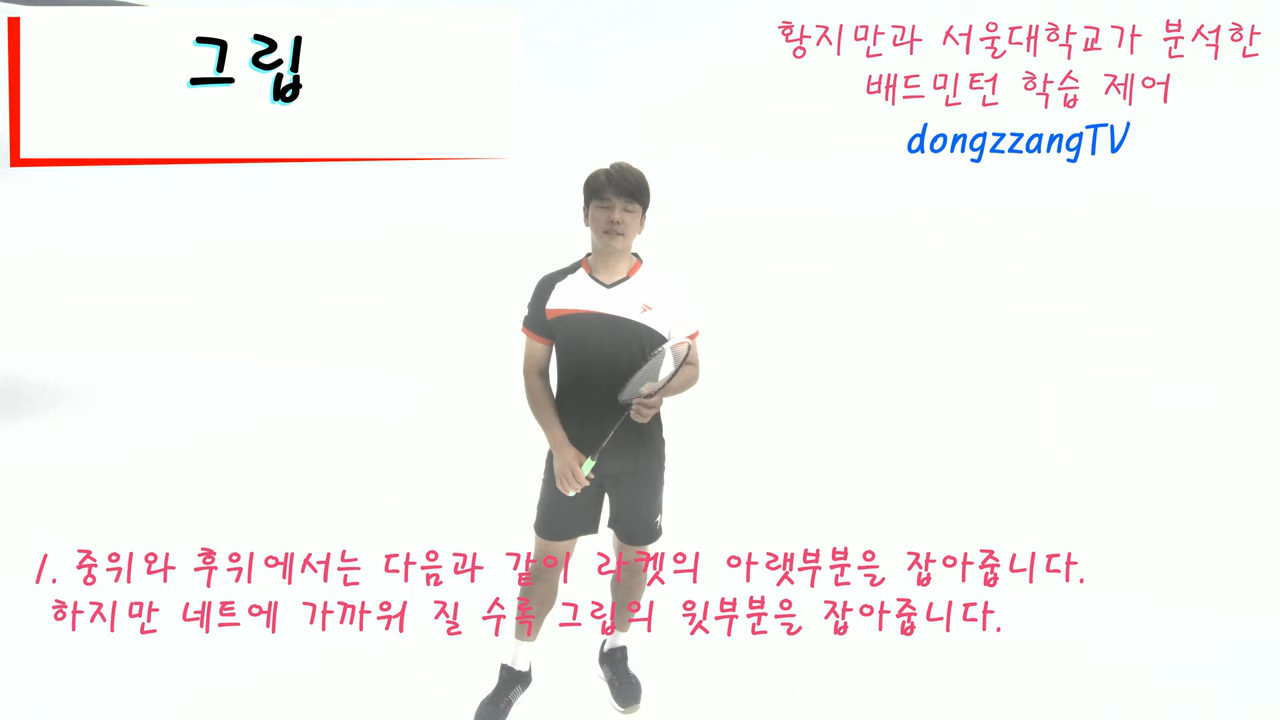 그립
황지만과 서울대학교가 분석한
배드민턴 학습 제어
dongzzangTV
1. 중위와 후위에서는 다음과 같이 라켓의 아랫부분을 잡아줍니다.
하지만 네트에 가까워 질 수록 그립의 윗부분을 잡아줍니다.